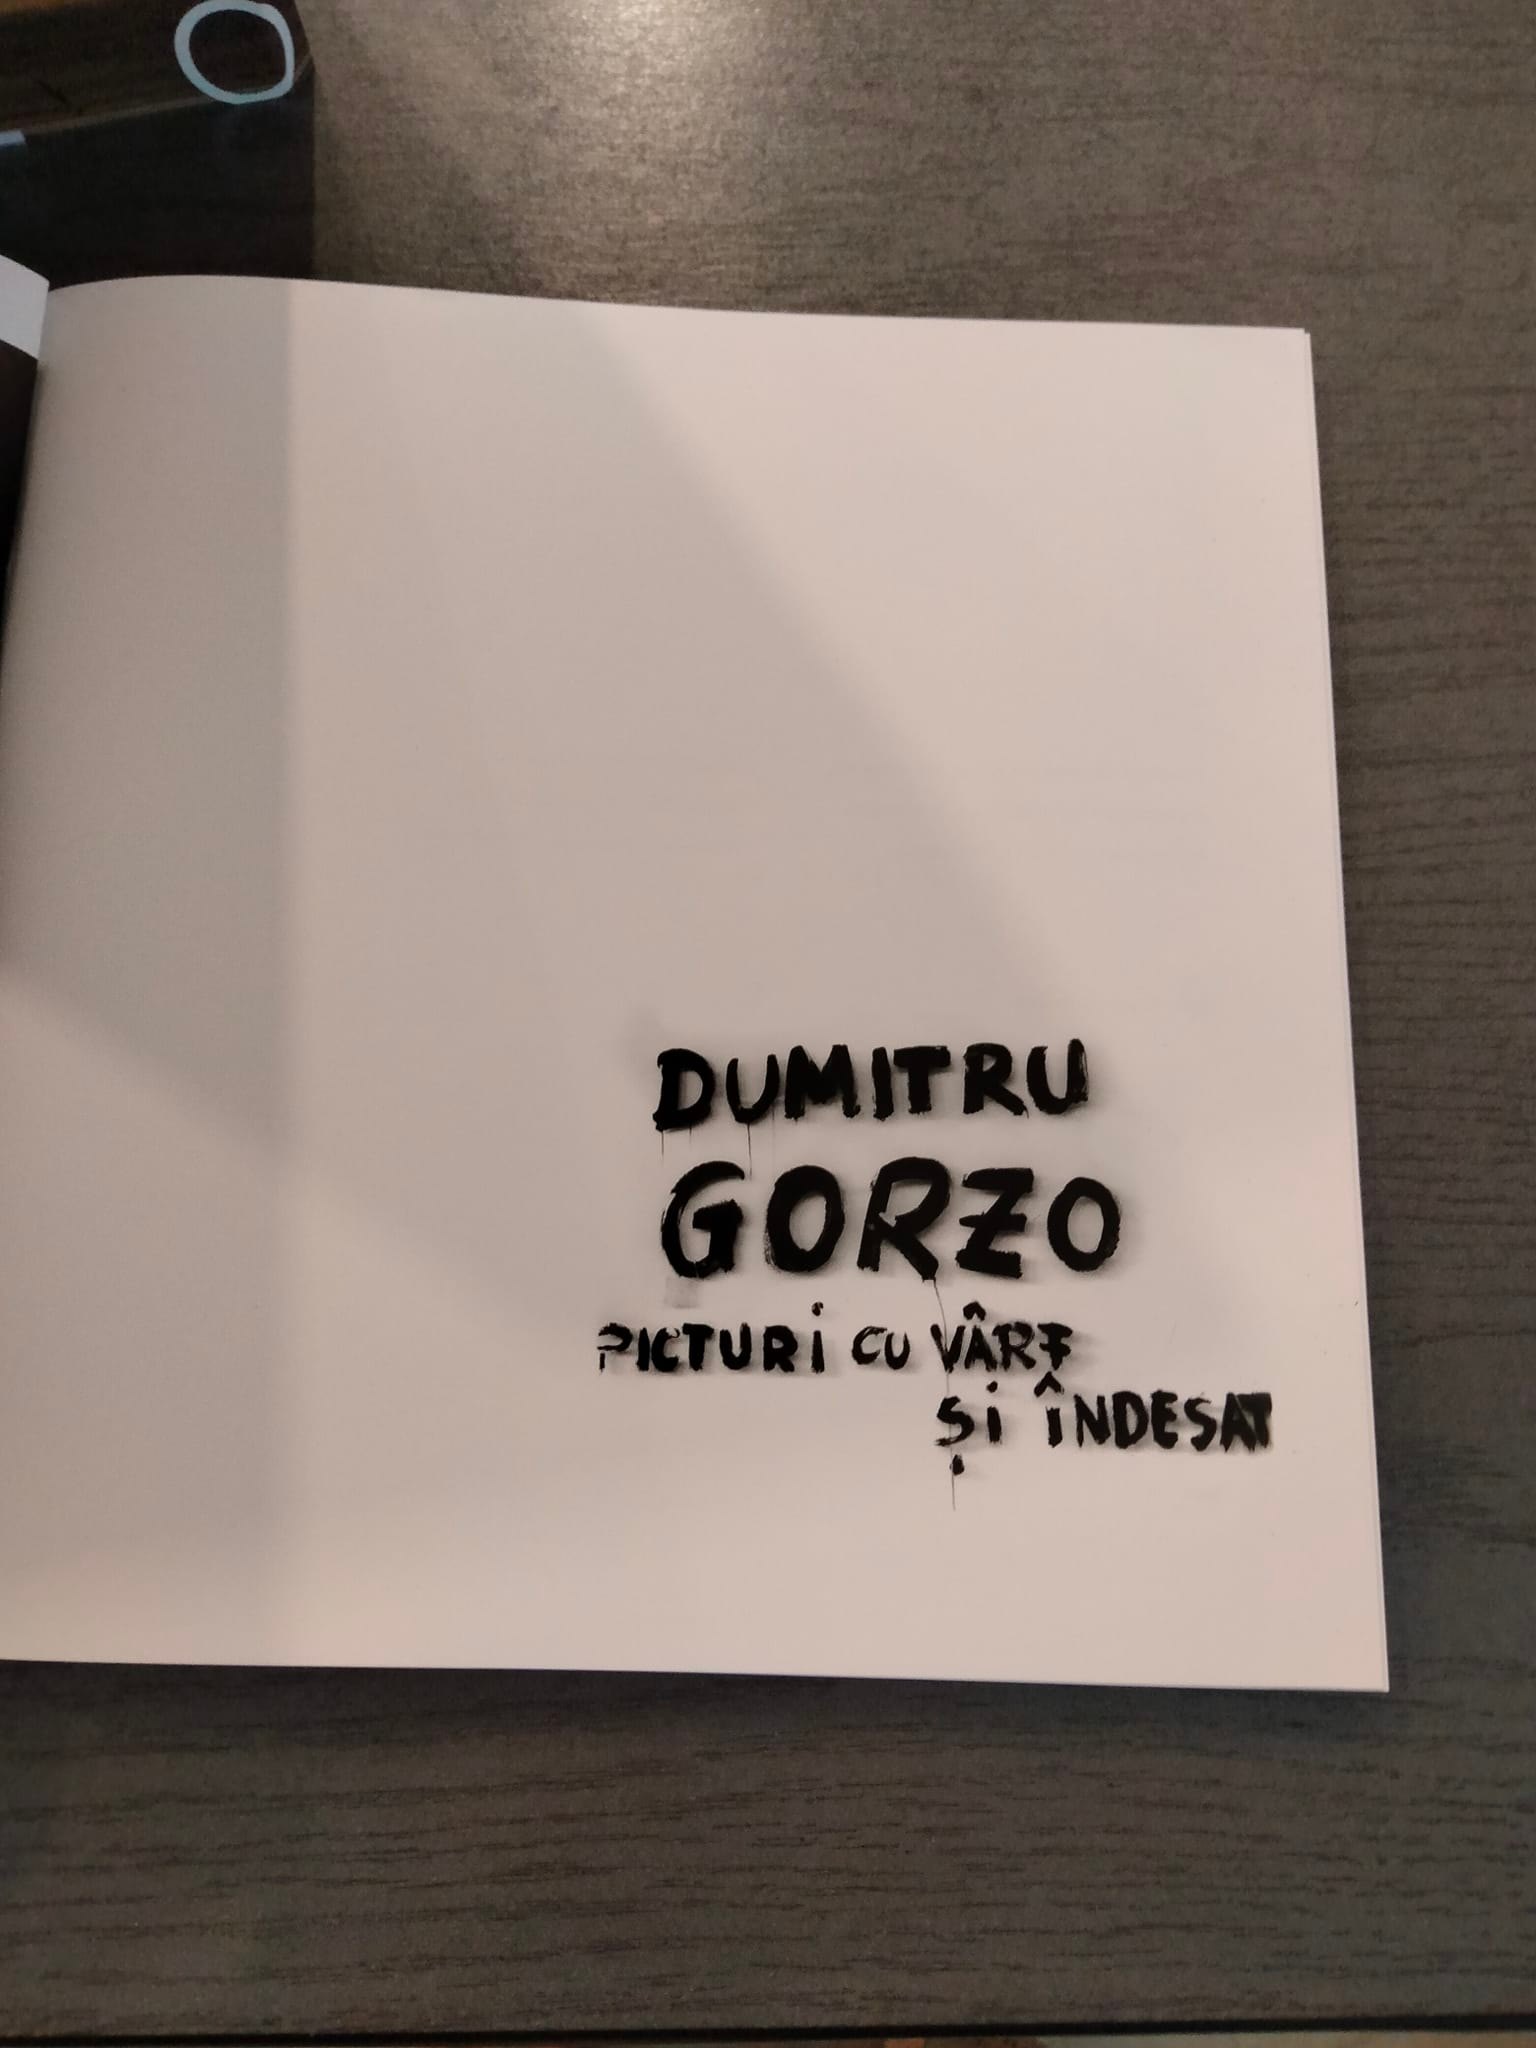 DUMITRU
GORZO
PICTURI CU VÂRF
ȘI ÎNDESAT